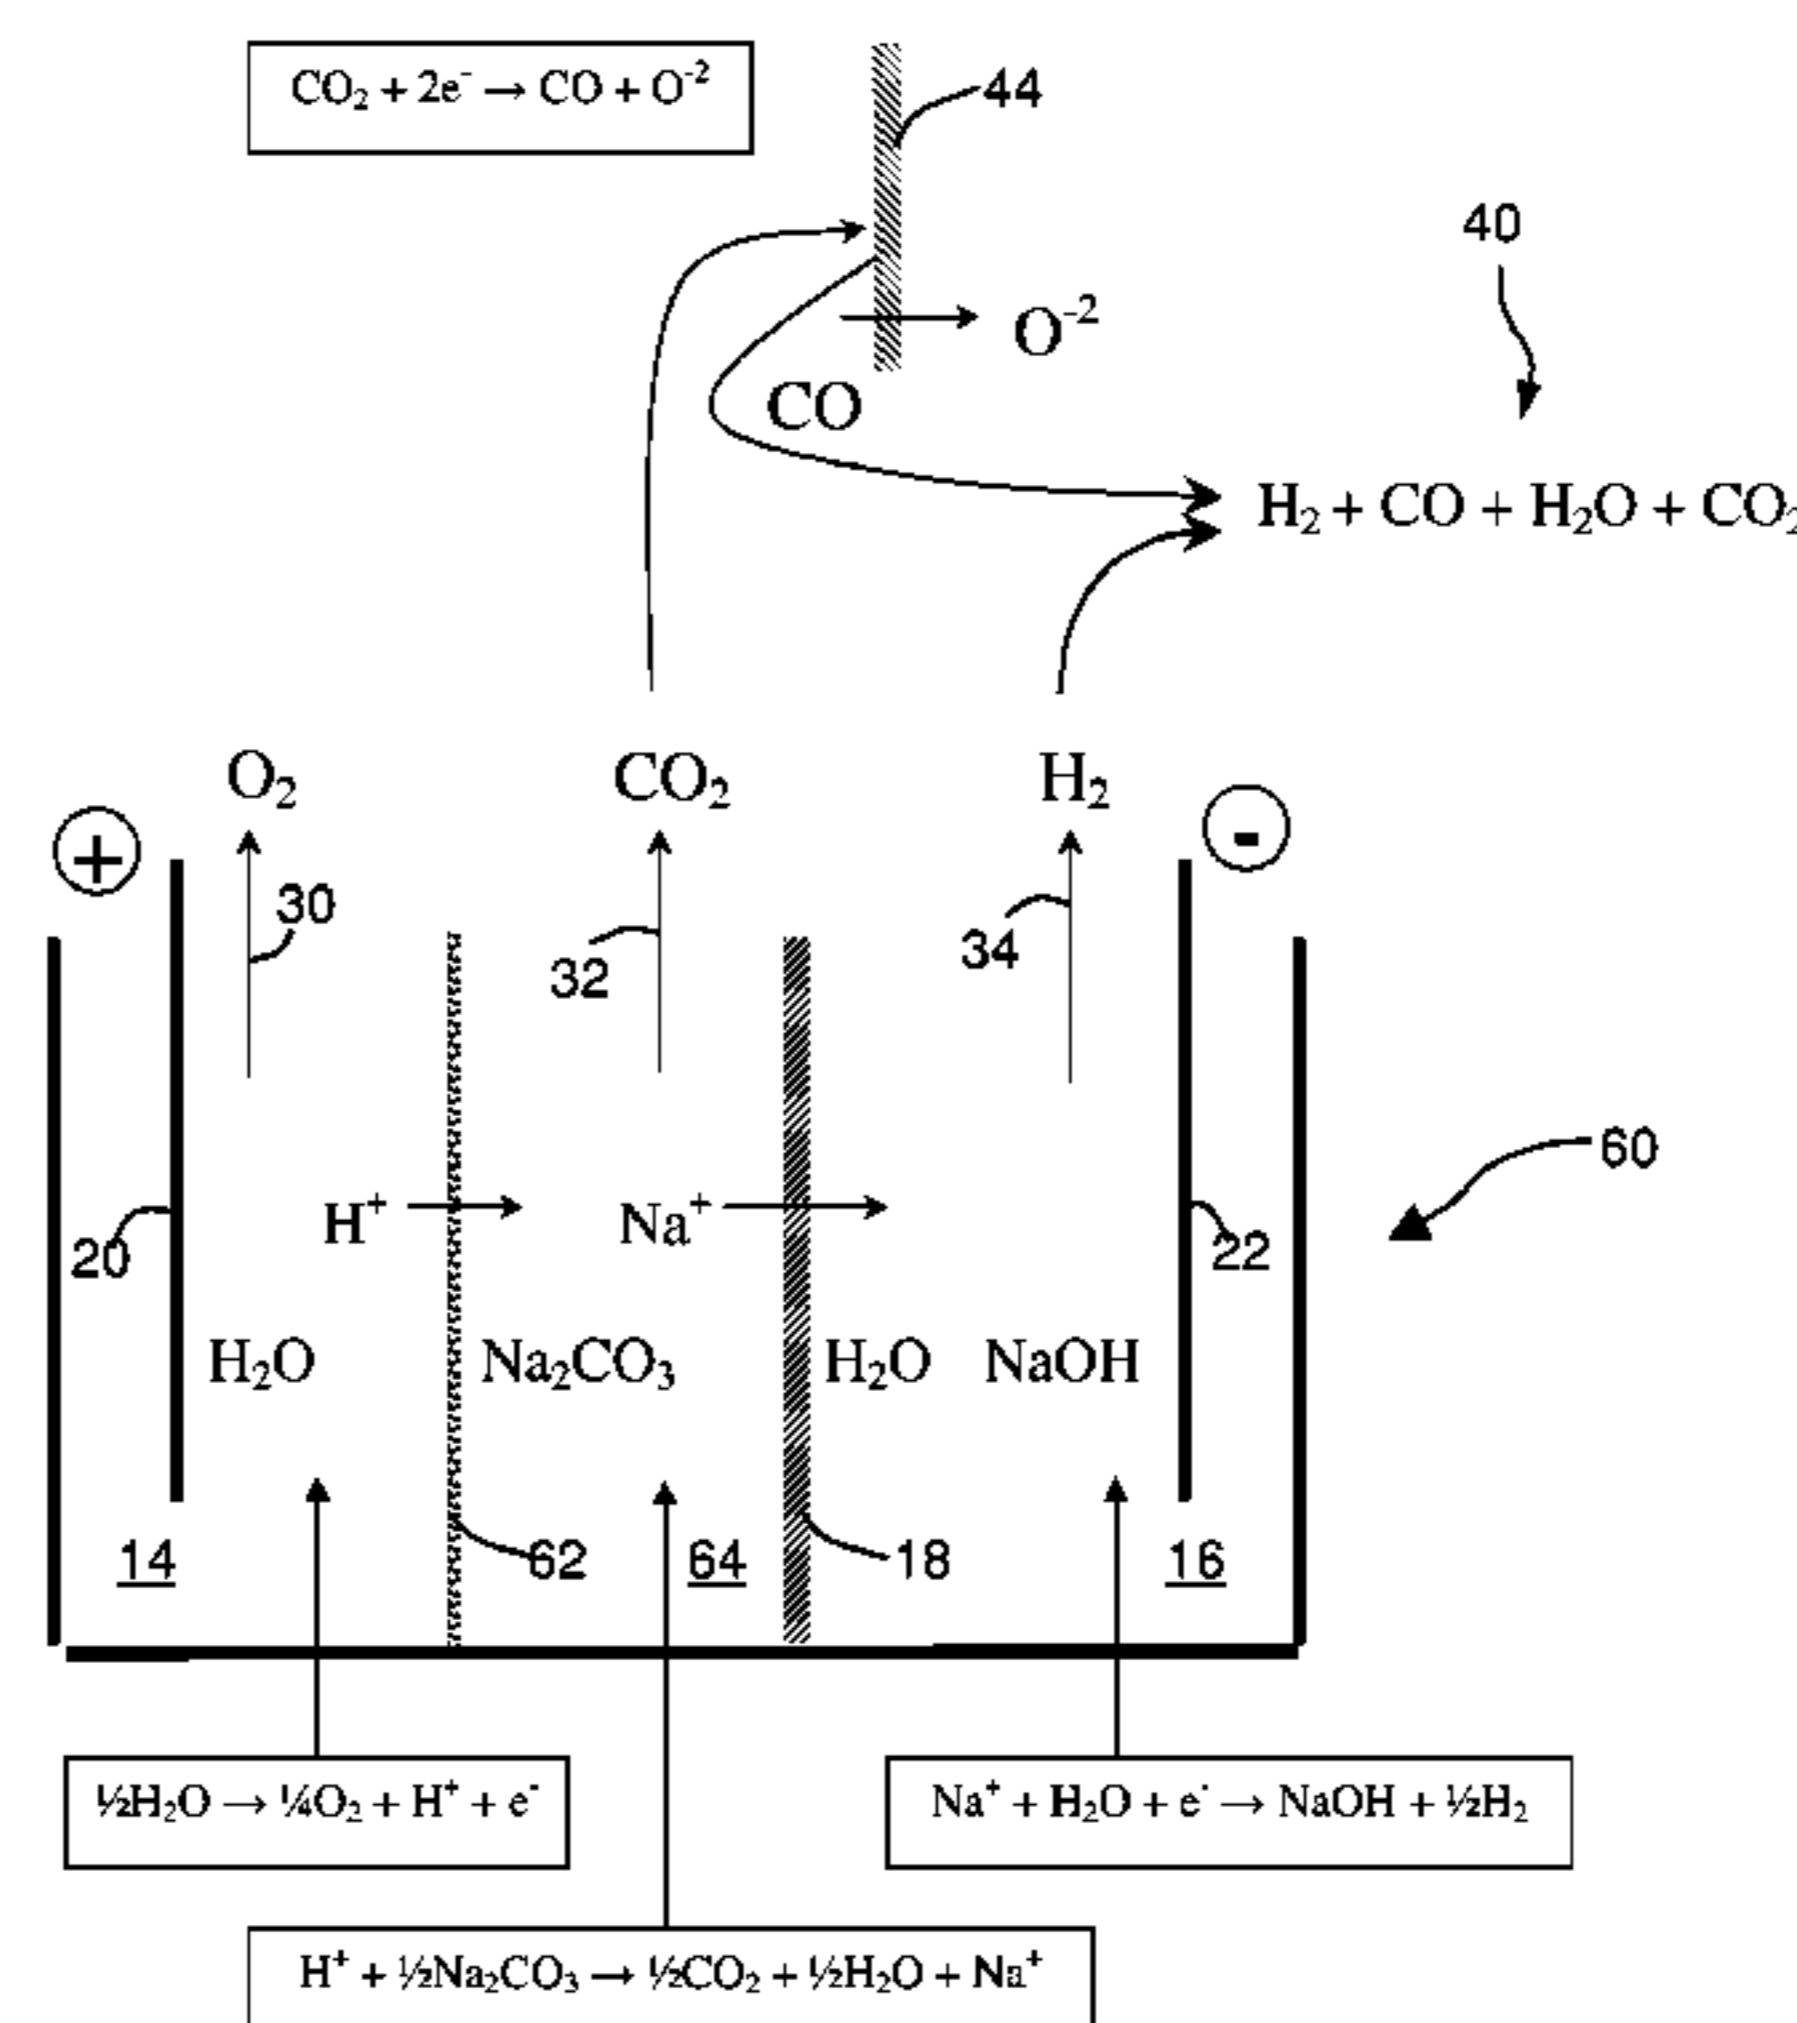 CO₂ + 2e⁻ → CO + O⁻²
44
40
O⁻²
CO
H₂ + CO + H₂O + CO₂
O₂ CO₂ H₂
+ -
30 32 34
60
H⁺ Na⁺
20 22
H₂O Na₂CO₃ H₂O NaOH
14 62 64 18 16
½H₂O → ¼O₂ + H⁺ + e⁻
Na⁺ + H₂O + e⁻ → NaOH + ½H₂
H⁺ + ½Na₂CO₃ → ½CO₂ + ½H₂O + Na⁺